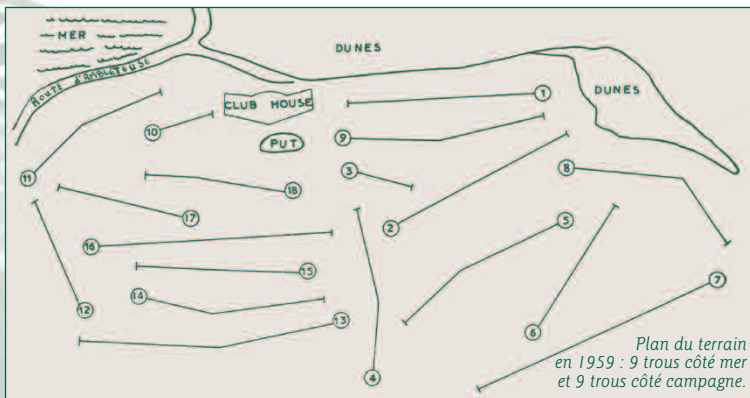 MER
DUNES
ROUTE D'AMBLETEUSE
DUNES
CLUB HOUSE
PUT
1
10
9
3
8
11
18
17
2
5
16
15
7
14
12
13
6
4
Plan du terrain
en 1959 : 9 trous côté mer
et 9 trous côté campagne.